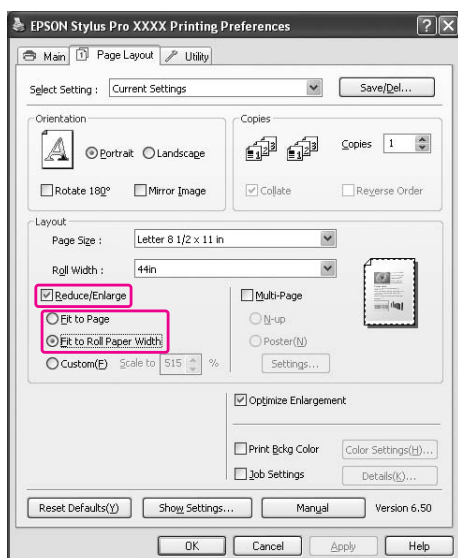 EPSON Stylus Pro XXXX Printing Preferences
Main Page Layout Utility
Select Setting : Current Settings Save/Del...
Orientation
Portrait Landscape
Rotate 180° Mirror Image
Copies
Copies 1
Collate Reverse Order
Layout
Page Size : Letter 8 1/2 x 11 in
Roll Width : 44in
Reduce/Enlarge
Fit to Page
Fit to Roll Paper Width
Custom(F) Scale to 515 %
Multi-Page
N-up
Poster(N)
Settings...
Optimize Enlargement
Print Bckg Color Color Settings(H)...
Job Settings Details(K)...
Reset Defaults(Y) Show Settings... Manual Version 6.50
OK Cancel Apply Help